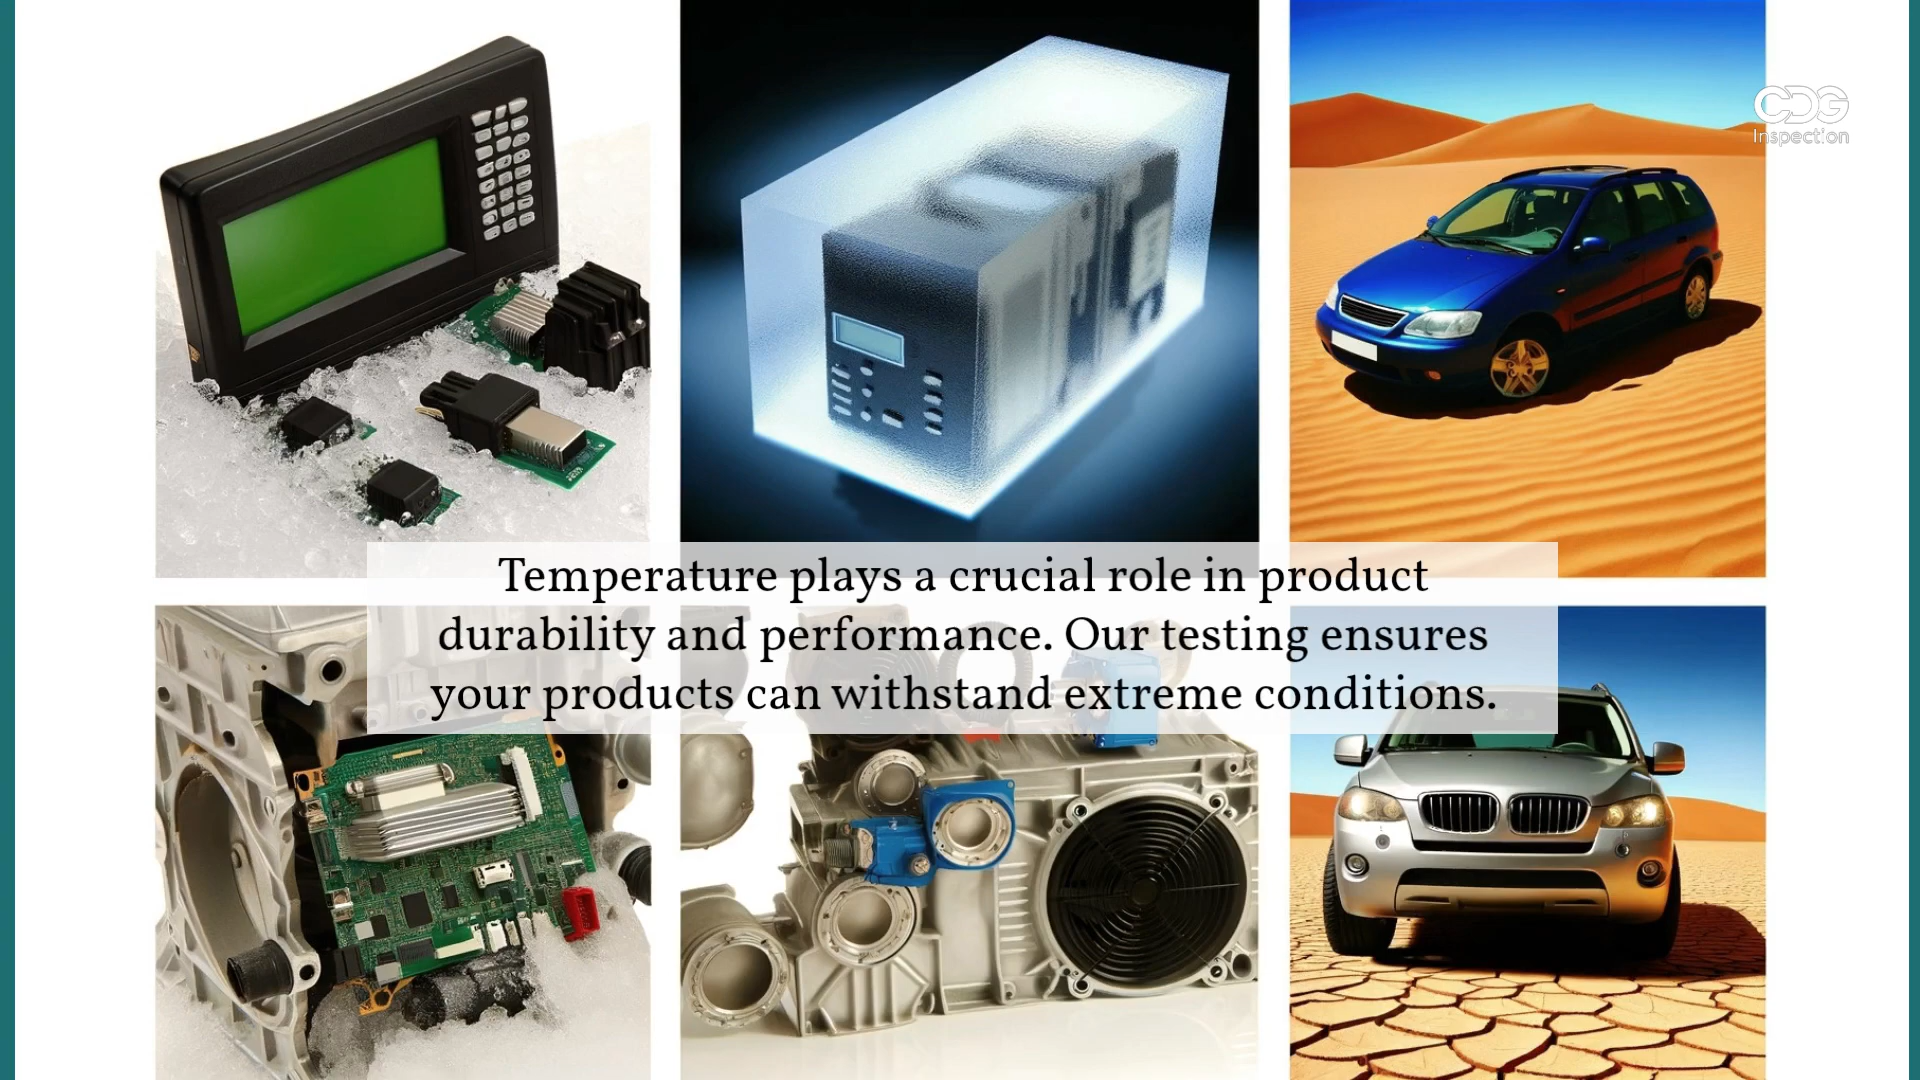 CDG
Inspection
Temperature plays a crucial role in product
durability and performance. Our testing ensures
your products can withstand extreme conditions.